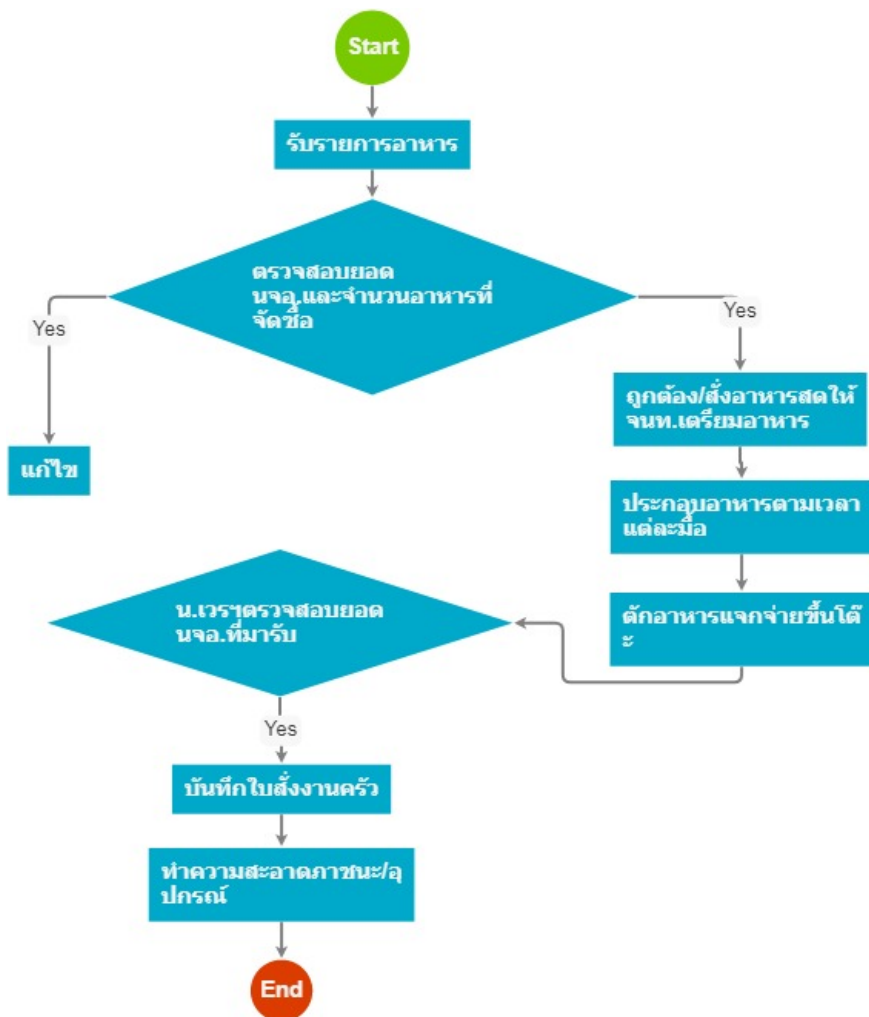 Start
รับรายการอาหาร
ตรวจสอบยอด
นจอ.และจำนวนอาหารที่
จัดซื้อ
Yes
Yes
แก้ไข
ถูกต้อง/สั่งอาหารสดให้
จนท.เตรียมอาหาร
ประกอบอาหารตามเวลา
แต่ละมื้อ
ตักอาหารแจกจ่ายขึ้นโต๊
ะ
น.เวรฯตรวจสอบยอด
นจอ.ที่มารับ
Yes
บันทึกใบสั่งงานครัว
ทำความสะอาดภาชนะ/อุ
ปกรณ์
End